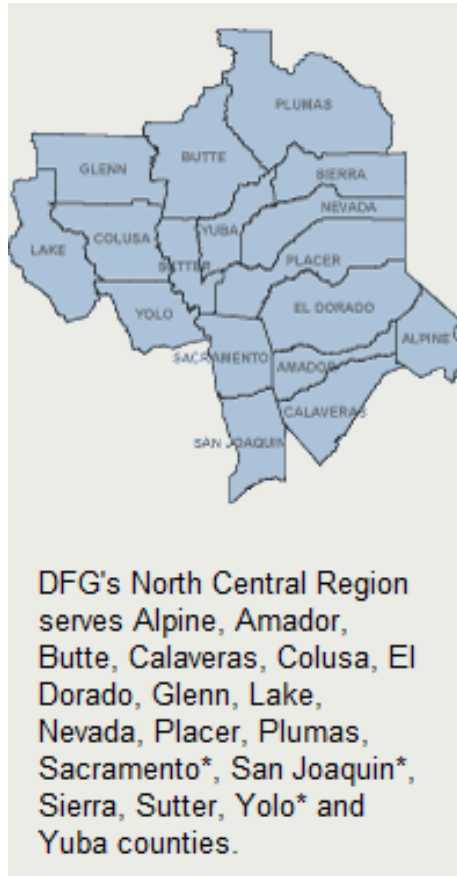 PLUMAS
BUTTE
GLENN
SIERRA
NEVADA
YUBA
COLUSA
LAKE
SUTTER
PLACER
EL DORADO
YOLO
ALPINE
SACRAMENTO
AMADOR
CALAVERAS
SAN JOAQUIN
DFG's North Central Region
serves Alpine, Amador,
Butte, Calaveras, Colusa, El
Dorado, Glenn, Lake,
Nevada, Placer, Plumas,
Sacramento*, San Joaquin*,
Sierra, Sutter, Yolo* and
Yuba counties.